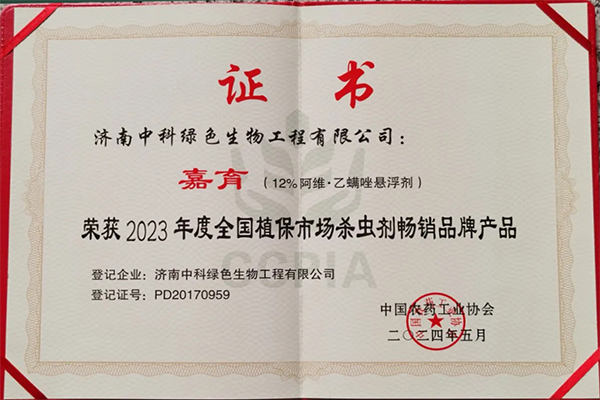 证书
济南中科绿色生物工程有限公司：
嘉育（12%阿维·乙螨唑悬浮剂）
荣获2023年度全国植保市场杀虫剂畅销品牌产品
登记企业：济南中科绿色生物工程有限公司
登记证号：PD20170959
CCPIA
中国农药工业协会
二〇二四年五月